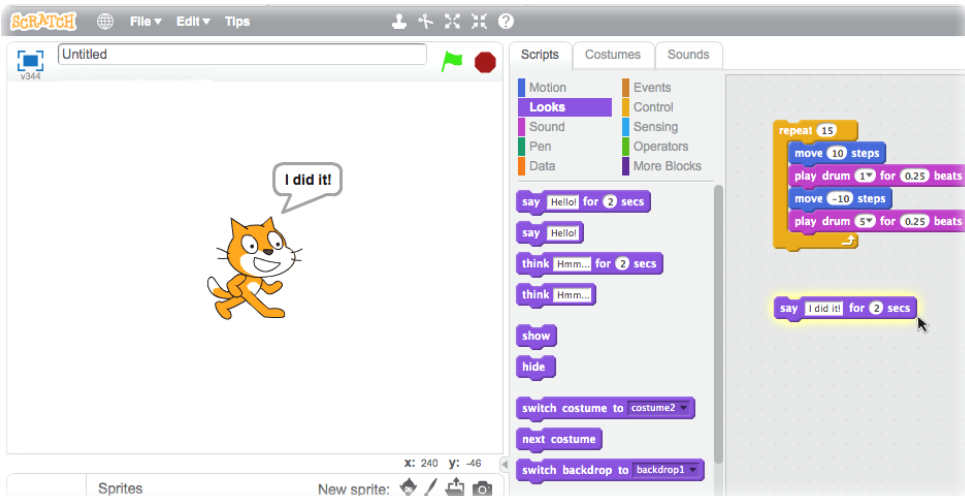 SCRATCH File Edit Tips
v344
Untitled
Scripts Costumes Sounds
Motion Events
Looks Control
Sound Sensing
Pen Operators
Data More Blocks
I did it!
say Hello! for 2 secs
say Hello!
think Hmm... for 2 secs
think Hmm...
show
hide
switch costume to costume2
next costume
switch backdrop to backdrop1
repeat 15
move 10 steps
play drum 1 for 0.25 beats
move -10 steps
play drum 5 for 0.25 beats
say I did it! for 2 secs
x: 240 y: -46
Sprites New sprite: